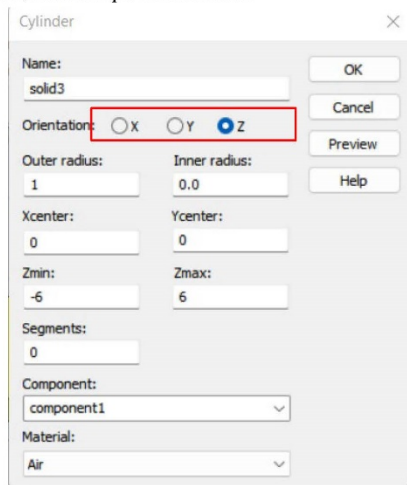 Cylinder
Name:
solid3
OK
Cancel
Orientation: X Y Z
Preview
Outer radius: Inner radius:
1 0.0
Help
Xcenter: Ycenter:
0 0
Zmin: Zmax:
-6 6
Segments:
0
Component:
component1
Material:
Air